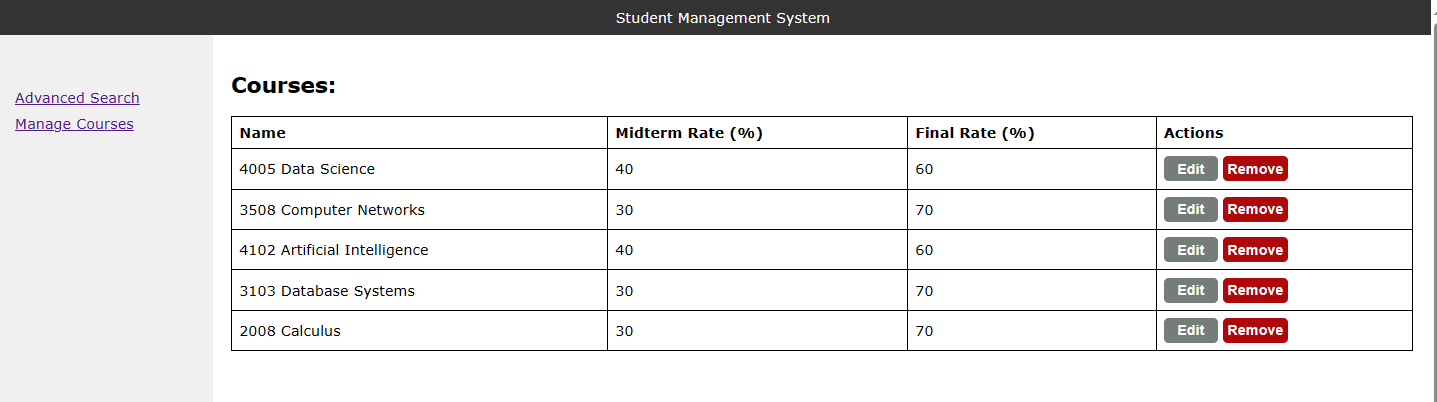 Student Management System
Advanced Search
Manage Courses
Courses:
Name Midterm Rate (%) Final Rate (%) Actions
4005 Data Science 40 60 Edit Remove
3508 Computer Networks 30 70 Edit Remove
4102 Artificial Intelligence 40 60 Edit Remove
3103 Database Systems 30 70 Edit Remove
2008 Calculus 30 70 Edit Remove